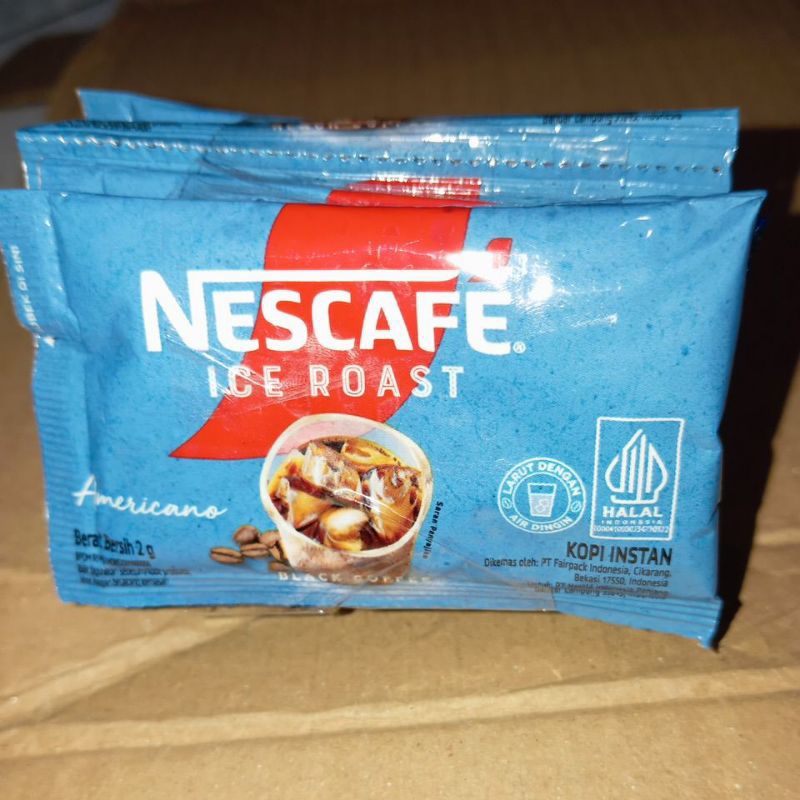 NESCAFÉ®
ICE ROAST
Americano
LARUT DENGAN
AIR DINGIN
HALAL
INDONESIA
Saran Penyajian
Berat Bersih 2 g
BLACK COFFEE
KOPI INSTAN
Dikemas oleh: PT Fairpack Indonesia, Cikarang,
Bekasi 17550, Indonesia